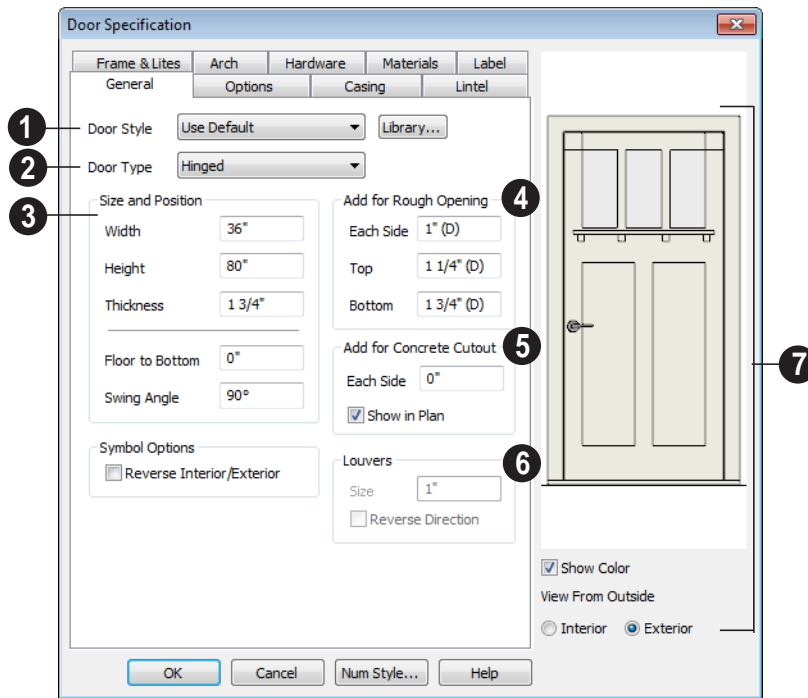 Door Specification
Frame & Lites Arch Hardware Materials Label
General Options Casing Lintel
1 Door Style Use Default Library...
2 Door Type Hinged
3 Size and Position
Width 36"
Height 80"
Thickness 1 3/4"
Floor to Bottom 0"
Swing Angle 90°
Symbol Options
Reverse Interior/Exterior
Add for Rough Opening 4
Each Side 1" (D)
Top 1 1/4" (D)
Bottom 1 3/4" (D)
Add for Concrete Cutout 5
Each Side 0"
Show in Plan
Louvers 6
Size 1"
Reverse Direction
7
Show Color
View From Outside
Interior Exterior
OK Cancel Num Style... Help